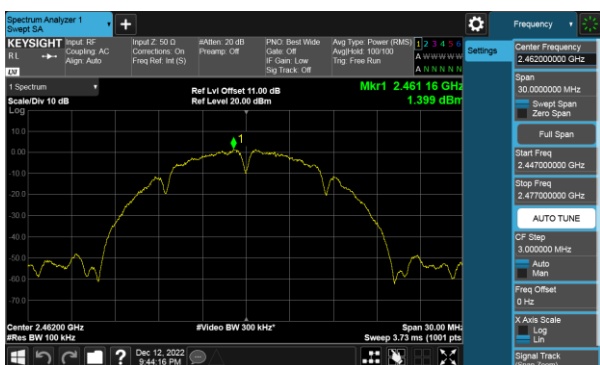 Spectrum Analyzer 1
Swept SA
+
Frequency
KEYSIGHT
RL
LXI
Input: RF
Coupling: AC
Align: Auto
Input Z: 50 Ω
Corrections: On
Freq Ref: Int (S)
#Atten: 20 dB
Preamp: Off
PNO: Best Wide
Gate: Off
IF Gain: Low
Sig Track: Off
Avg Type: Power (RMS)
Avg|Hold: 100/100
Trig: Free Run
1 2 3 4 5 6
A W W W W W
A N N N N N
1 Spectrum
Scale/Div 10 dB
Log
Ref Lvl Offset 11.00 dB
Ref Level 20.00 dBm
Mkr1 2.461 16 GHz
1.399 dBm
10.0
0.00
-10.0
-20.0
-30.0
-40.0
-50.0
-60.0
-70.0
1
Center 2.46200 GHz
#Res BW 100 kHz
#Video BW 300 kHz*
Span 30.00 MHz
Sweep 3.73 ms (1001 pts)
?
Dec 12, 2022
9:44:16 PM
Settings
Center Frequency
2.462000000 GHz
Span
30.0000000 MHz
Swept Span
Zero Span
Full Span
Start Freq
2.447000000 GHz
Stop Freq
2.477000000 GHz
AUTO TUNE
CF Step
3.000000 MHz
Auto
Man
Freq Offset
0 Hz
X Axis Scale
Log
Lin
Signal Track
(Span Zoom)